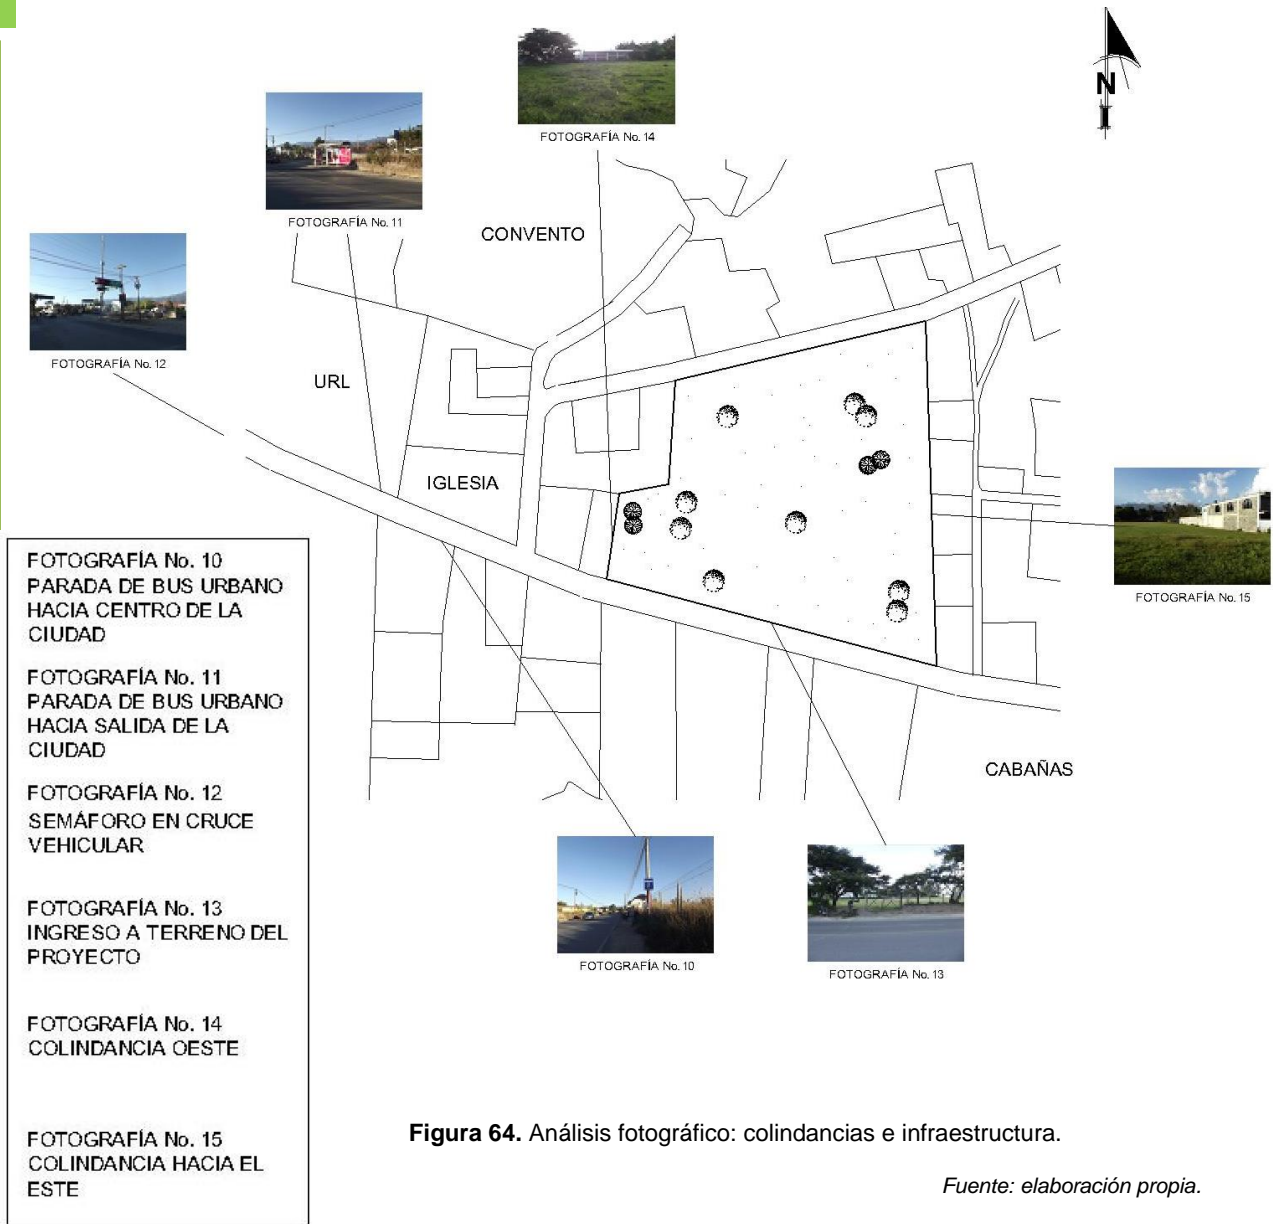 FOTOGRAFÍA No. 14
FOTOGRAFÍA No. 11
FOTOGRAFÍA No. 12
N
CONVENTO
URL
IGLESIA
FOTOGRAFÍA No. 15
CABAÑAS
FOTOGRAFÍA No. 10
FOTOGRAFÍA No. 13
FOTOGRAFÍA No. 10
PARADA DE BUS URBANO
HACIA CENTRO DE LA
CIUDAD
FOTOGRAFÍA No. 11
PARADA DE BUS URBANO
HACIA SALIDA DE LA
CIUDAD
FOTOGRAFÍA No. 12
SEMÁFORO EN CRUCE
VEHICULAR
FOTOGRAFÍA No. 13
INGRESO A TERRENO DEL
PROYECTO
FOTOGRAFÍA No. 14
COLINDANCIA OESTE
FOTOGRAFÍA No. 15
COLINDANCIA HACIA EL
ESTE
Figura 64. Análisis fotográfico: colindancias e infraestructura.
Fuente: elaboración propia.